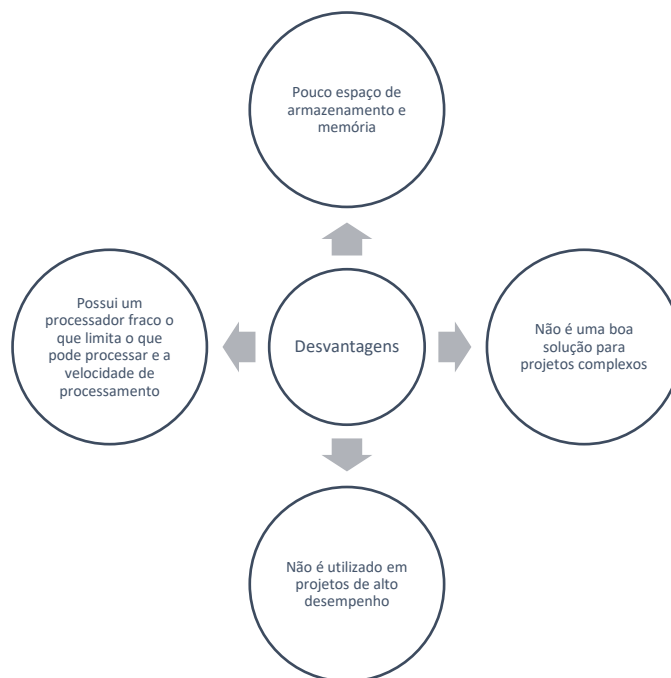 Pouco espaço de
armazenamento e
memória
Possui um
processador fraco o
que limita o que
pode processar e a
velocidade de
processamento
Desvantagens
Não é uma boa
solução para
projetos complexos
Não é utilizado em
projetos de alto
desempenho